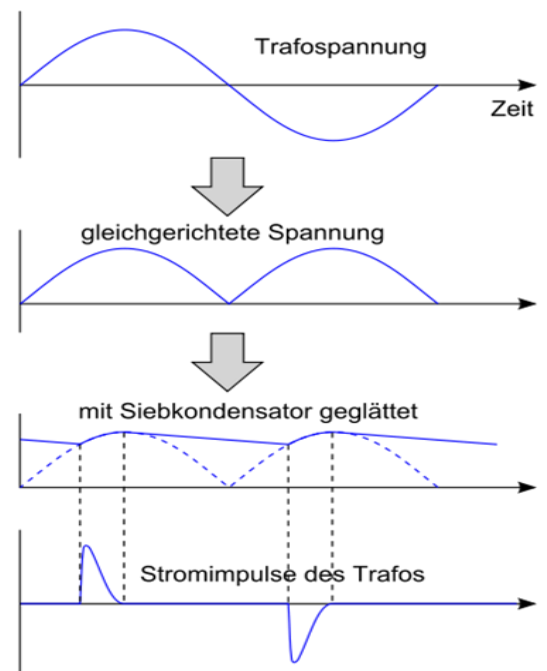 Trafospannung
Zeit
gleichgerichtete Spannung
mit Siebkondensator geglättet
Stromimpulse des Trafos